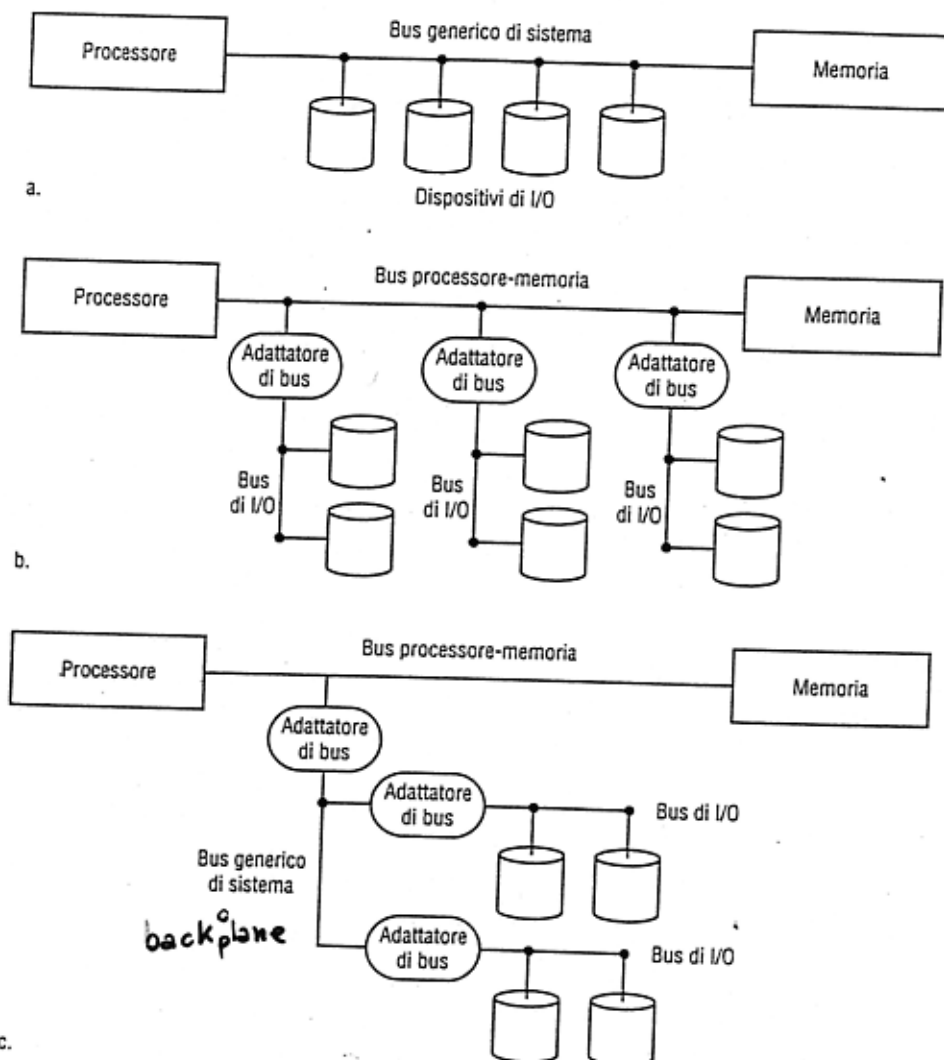 Bus generico di sistema
Processore
Memoria
Dispositivi di I/O
a.
Bus processore-memoria
Processore
Memoria
Adattatore
di bus
Adattatore
di bus
Adattatore
di bus
Bus
di I/O
Bus
di I/O
Bus
di I/O
b.
Bus processore-memoria
Processore
Memoria
Adattatore
di bus
Adattatore
di bus
Bus di I/O
Bus generico
di sistema
o
backplane
Adattatore
di bus
Bus di I/O
c.